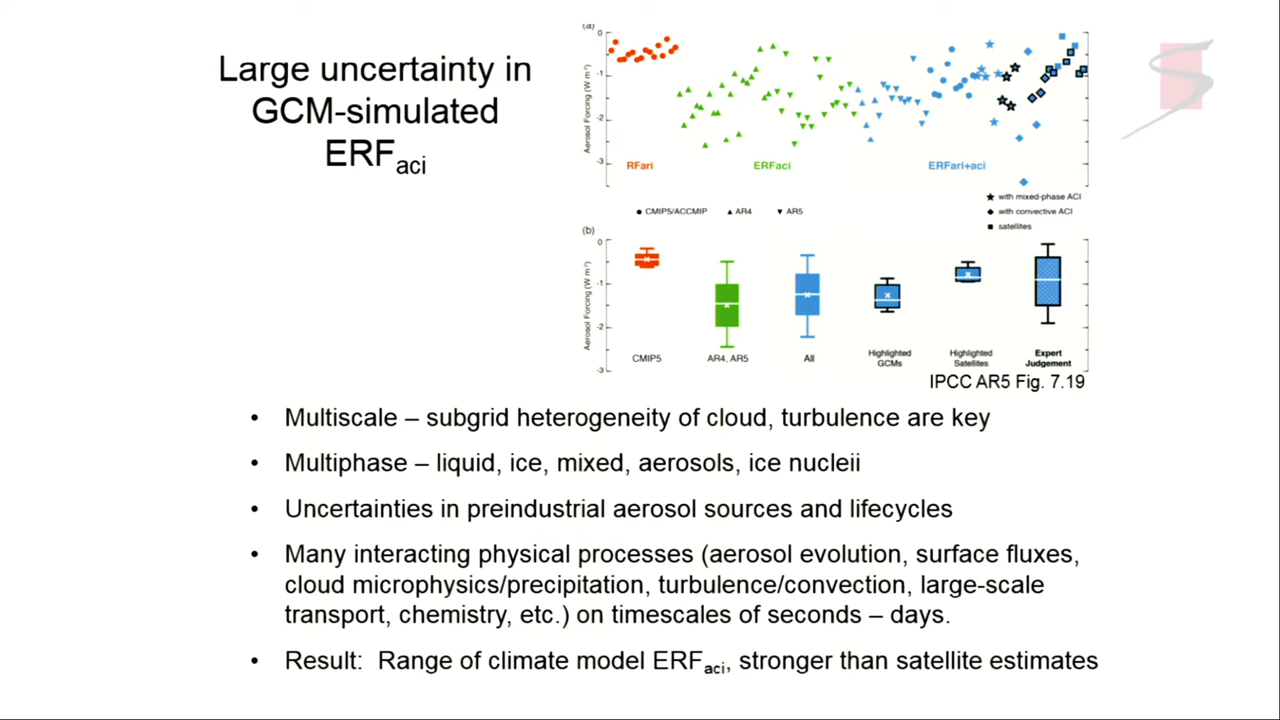 Large uncertainty in
GCM-simulated
ERFaci
(a)
Aerosol Forcing (W m-2)
0
-1
-2
-3
RFari
ERFaci
ERFari+aci
CMIP5/ACCMIP
AR4
AR5
with mixed-phase ACI
with convective ACI
satellites
(b)
Aerosol Forcing (W m-2)
0
-1
-2
-3
CMIP5
AR4, AR5
All
Highlighted
GCMs
Highlighted
Satellites
Expert
Judgement
IPCC AR5 Fig. 7.19
• Multiscale – subgrid heterogeneity of cloud, turbulence are key
• Multiphase – liquid, ice, mixed, aerosols, ice nucleii
• Uncertainties in preindustrial aerosol sources and lifecycles
• Many interacting physical processes (aerosol evolution, surface fluxes,
cloud microphysics/precipitation, turbulence/convection, large-scale
transport, chemistry, etc.) on timescales of seconds – days.
• Result: Range of climate model ERFaci, stronger than satellite estimates